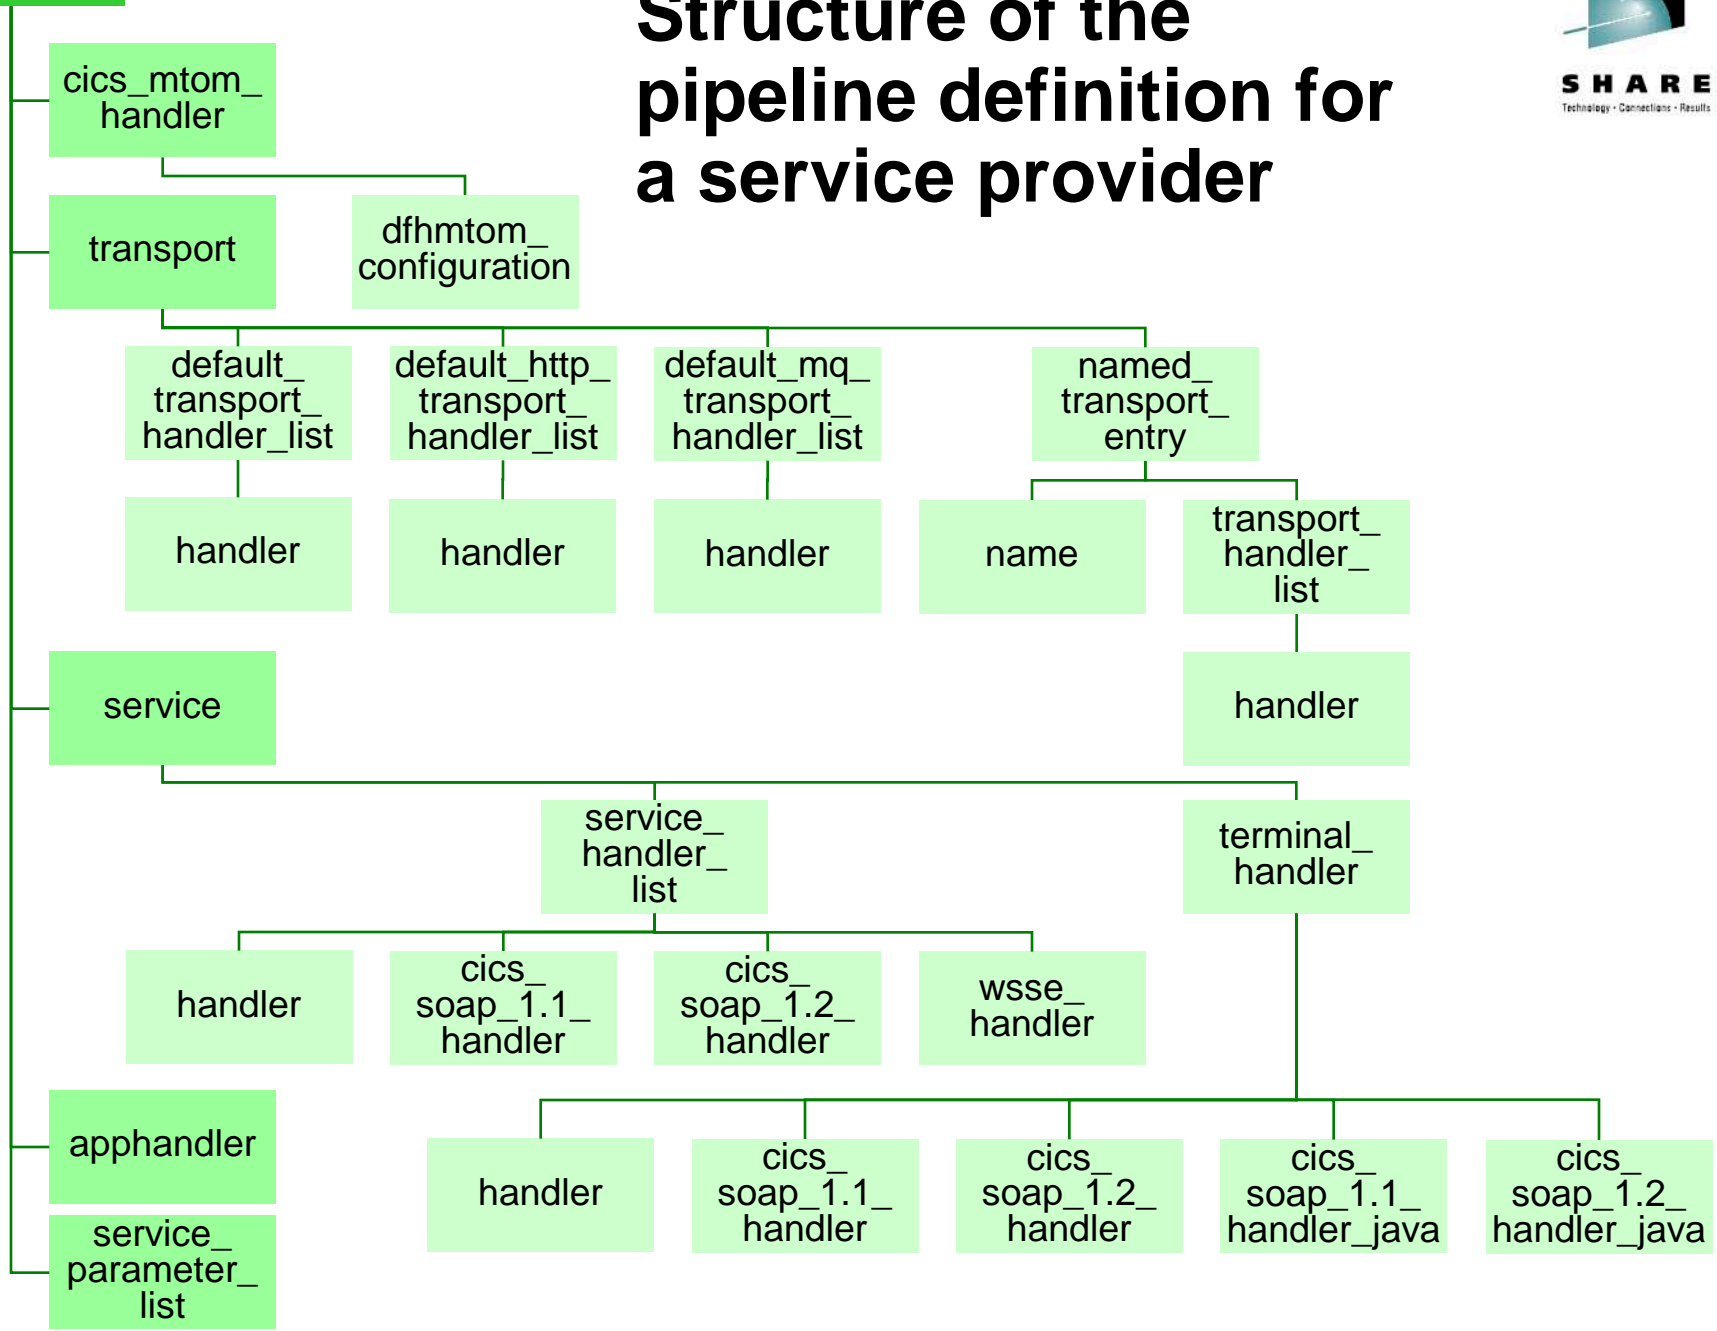 Structure of the
pipeline definition for
a service provider
SHARE
Technology · Connections · Results
cics_mtom_
handler
transport
dfhmtom_
configuration
default_
transport_
handler_list
default_http_
transport_
handler_list
default_mq_
transport_
handler_list
named_
transport_
entry
handler
handler
handler
name
transport_
handler_
list
service
handler
service_
handler_
list
terminal_
handler
handler
cics_
soap_1.1_
handler
cics_
soap_1.2_
handler
wsse_
handler
apphandler
handler
cics_
soap_1.1_
handler
cics_
soap_1.2_
handler
cics_
soap_1.1_
handler_java
cics_
soap_1.2_
handler_java
service_
parameter_
list